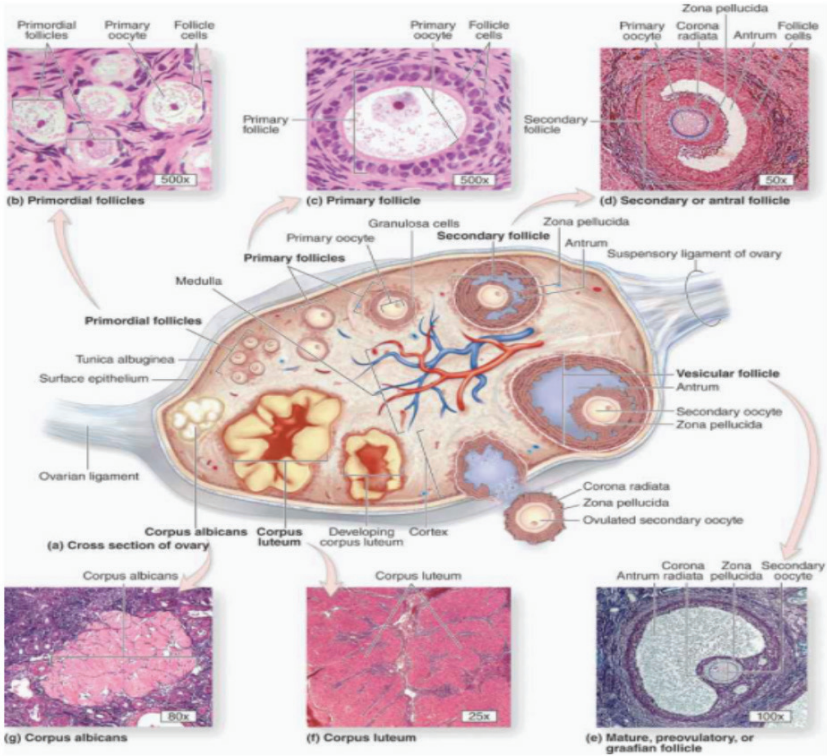 Primordial follicles
Primary oocyte
Follicle cells
500x
(b) Primordial follicles
Primary oocyte
Follicle cells
Primary follicle
500x
(c) Primary follicle
Zona pellucida
Primary oocyte
Corona radiata
Antrum
Follicle cells
Secondary follicle
50x
(d) Secondary or antral follicle
Granulosa cells
Primary oocyte
Primary follicles
Medulla
Secondary follicle
Zona pellucida
Antrum
Suspensory ligament of ovary
Primordial follicles
Tunica albuginea
Surface epithelium
Vesicular follicle
Antrum
Secondary oocyte
Zona pellucida
Ovarian ligament
Corona radiata
Zona pellucida
Ovulated secondary oocyte
Corpus albicans
Corpus luteum
Developing corpus luteum
Cortex
(a) Cross section of ovary
Corpus albicans
80x
(g) Corpus albicans
Corpus luteum
25x
(f) Corpus luteum
Antrum
Corona radiata
Zona pellucida
Secondary oocyte
100x
(e) Mature, preovulatory, or
graafian follicle